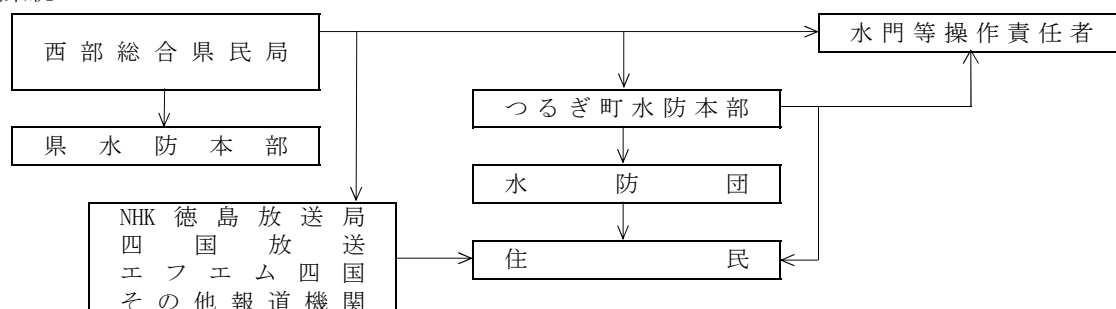 西部総合県民局
水門等操作責任者
つるぎ町水防本部
県水防本部
水防団
NHK徳島放送局
四国放送
エフエム四国
その他報道機関
住民